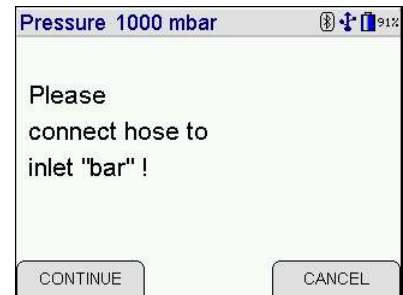 Pressure 1000 mbar 91%
Please
connect hose to
inlet "bar" !
CONTINUE CANCEL